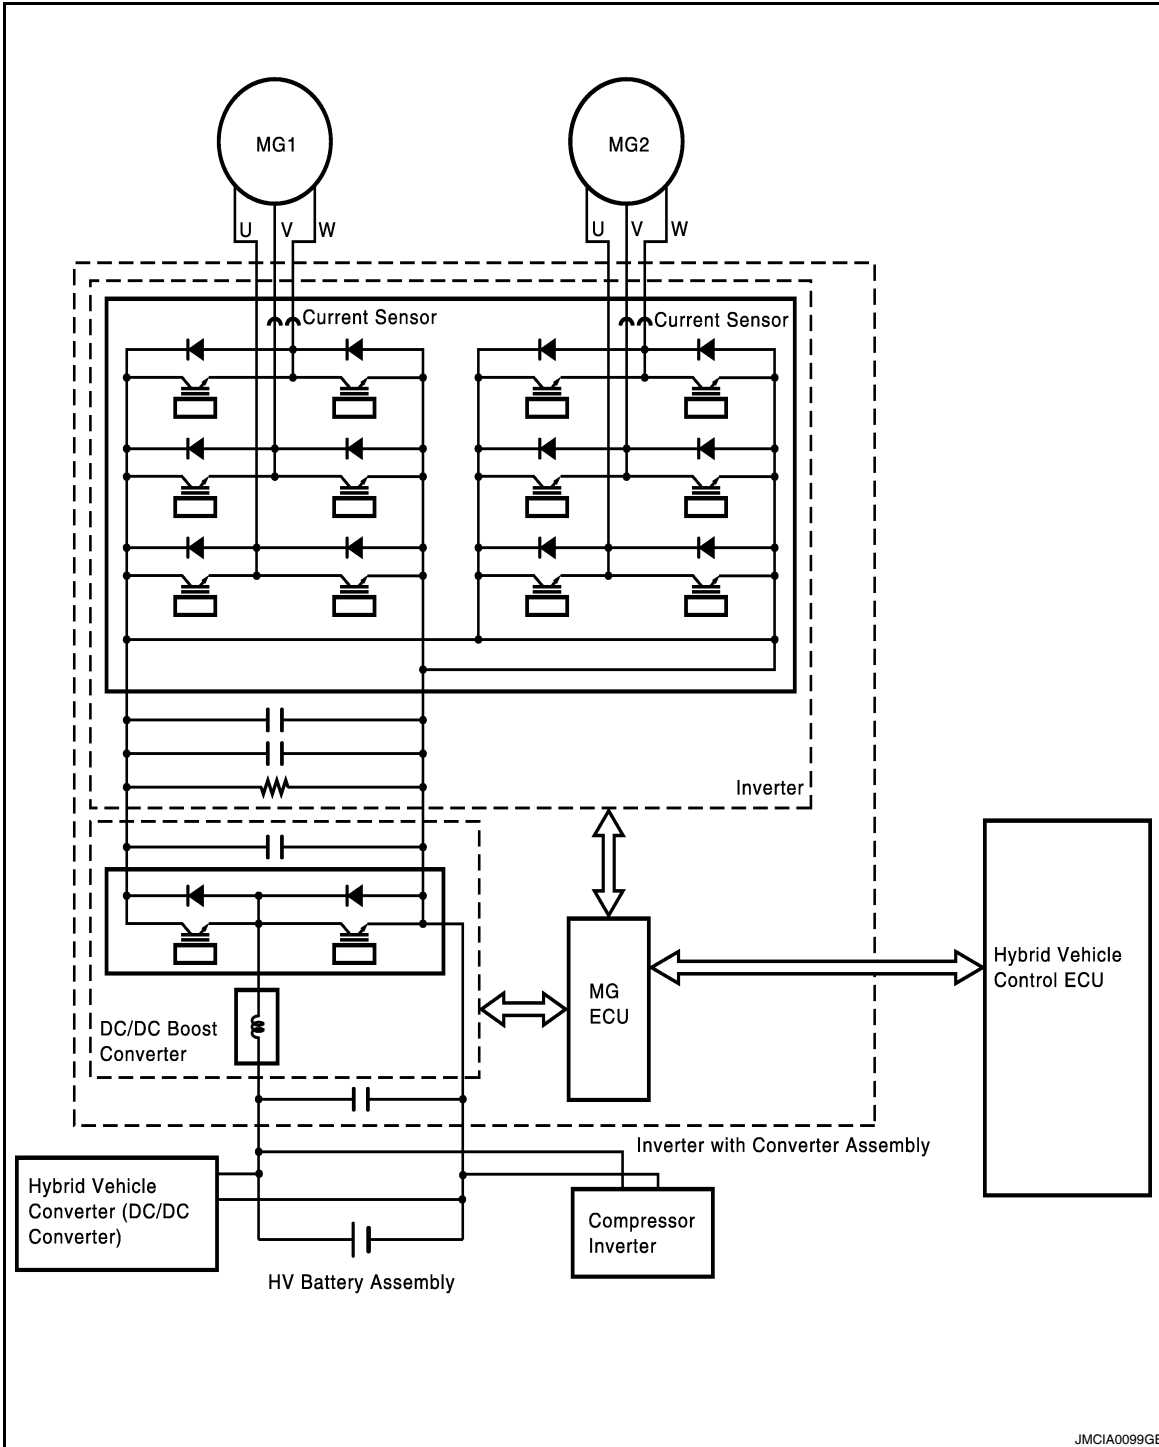 MG1
MG2
U V W
U V W
Current Sensor
Current Sensor
Inverter
DC/DC Boost
Converter
MG
ECU
Hybrid Vehicle
Control ECU
Inverter with Converter Assembly
Hybrid Vehicle
Converter (DC/DC
Converter)
Compressor
Inverter
HV Battery Assembly
JMCIA0099GB